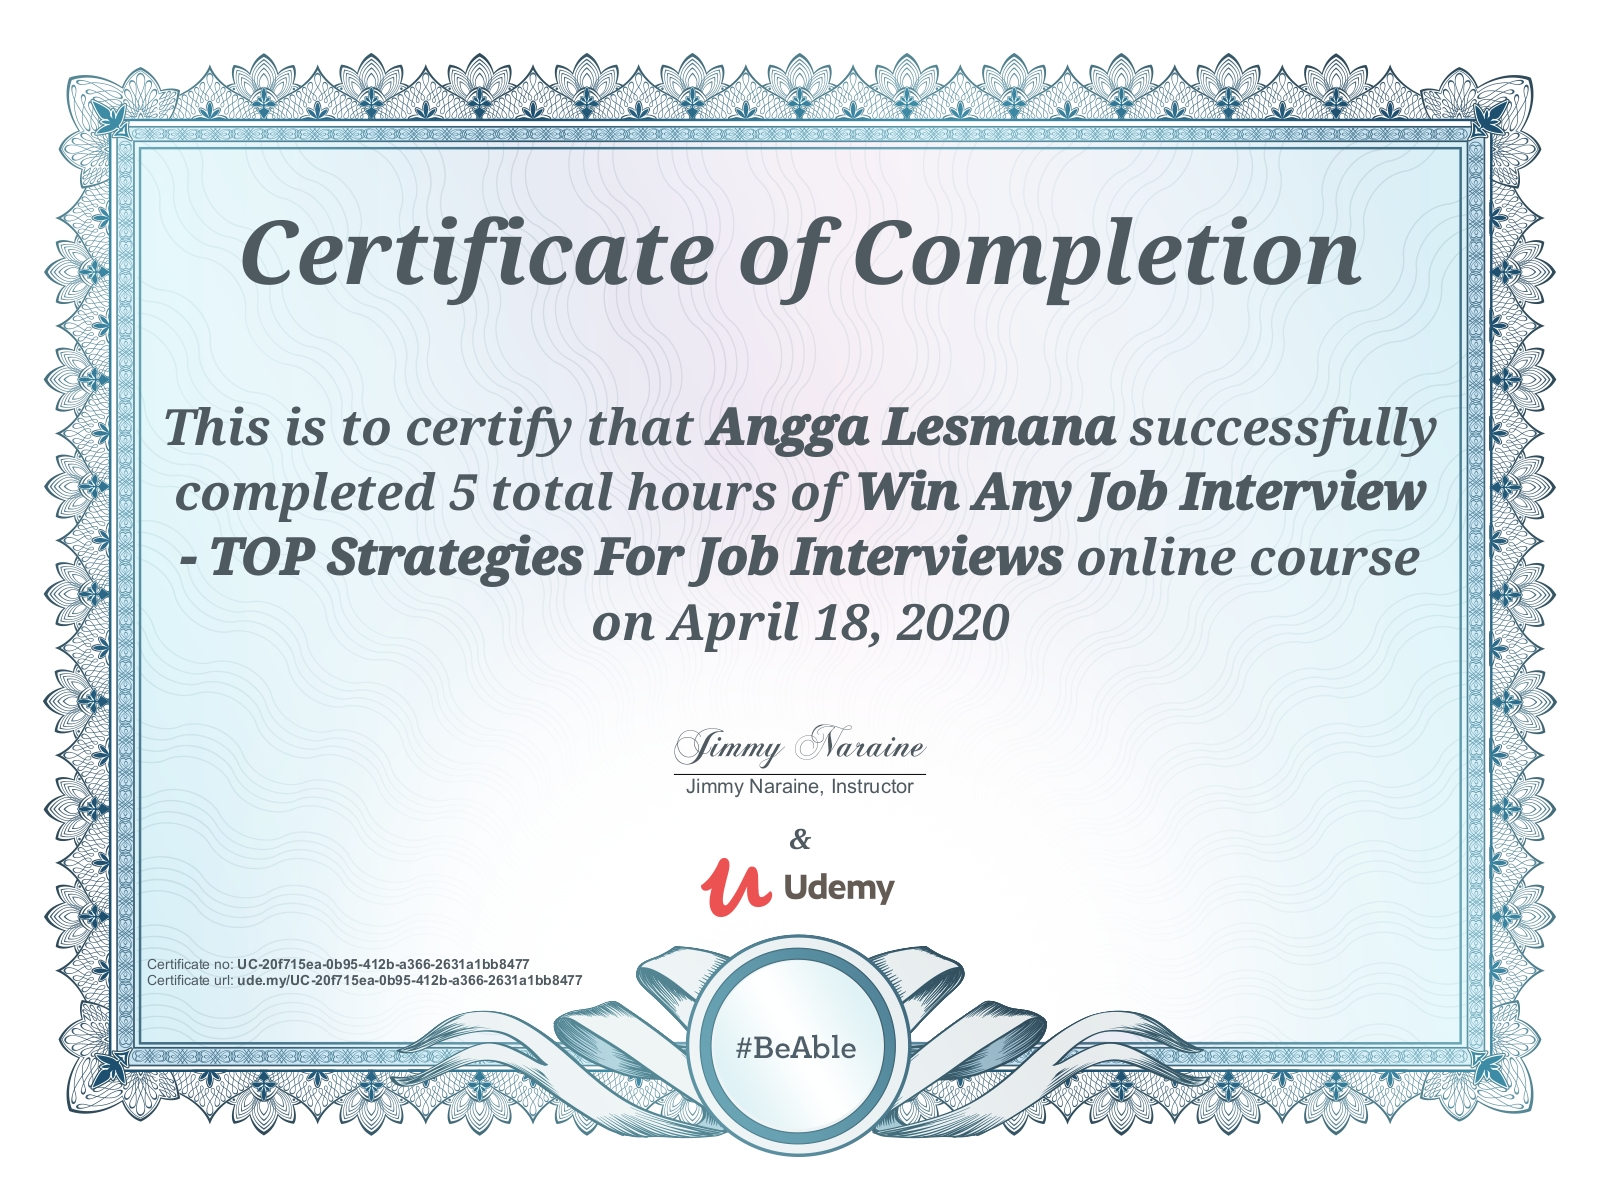 Certificate of Completion
This is to certify that Angga Lesmana successfully
completed 5 total hours of Win Any Job Interview
- TOP Strategies For Job Interviews online course
on April 18, 2020
Jimmy Naraine
Jimmy Naraine, Instructor
&
Udemy
Certificate no: UC-20f715ea-0b95-412b-a366-2631a1bb8477
Certificate url: ude.my/UC-20f715ea-0b95-412b-a366-2631a1bb8477
#BeAble